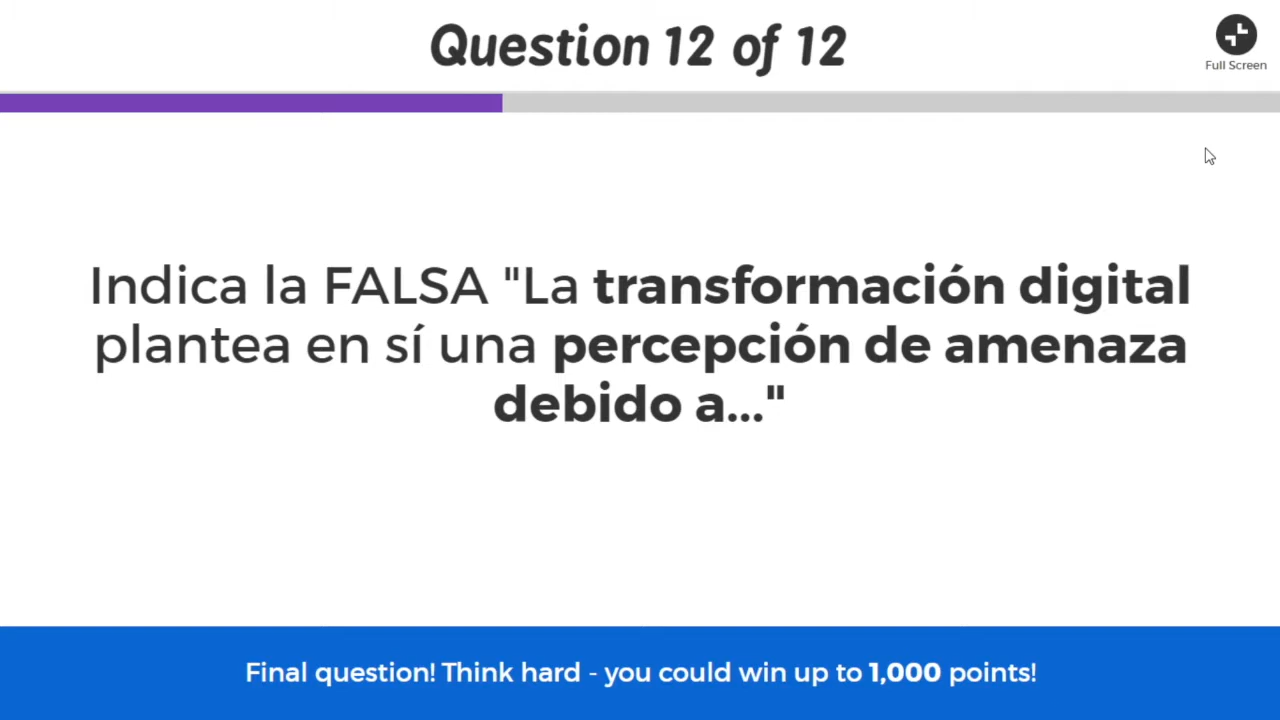 Question 12 of 12
Full Screen
Indica la FALSA "La transformación digital
plantea en sí una percepción de amenaza
debido a..."
Final question! Think hard - you could win up to 1,000 points!